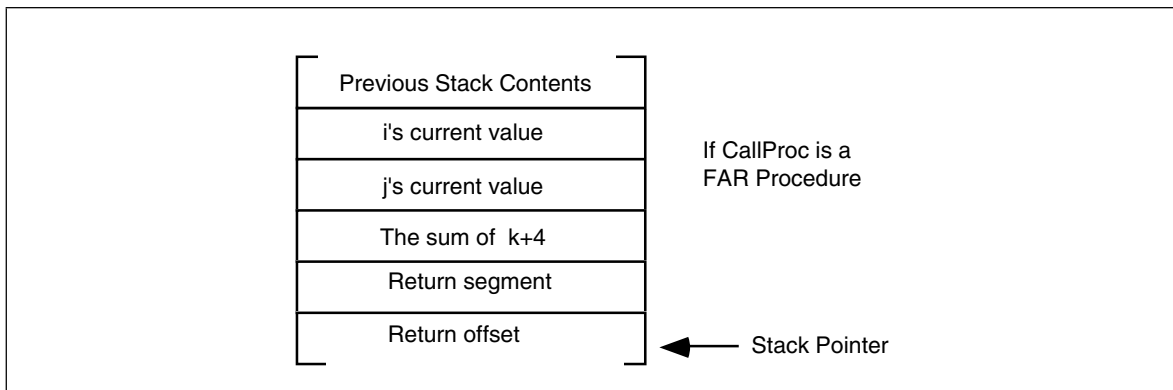 Previous Stack Contents
i's current value
j's current value
The sum of k+4
Return segment
Return offset
If CallProc is a
FAR Procedure
Stack Pointer